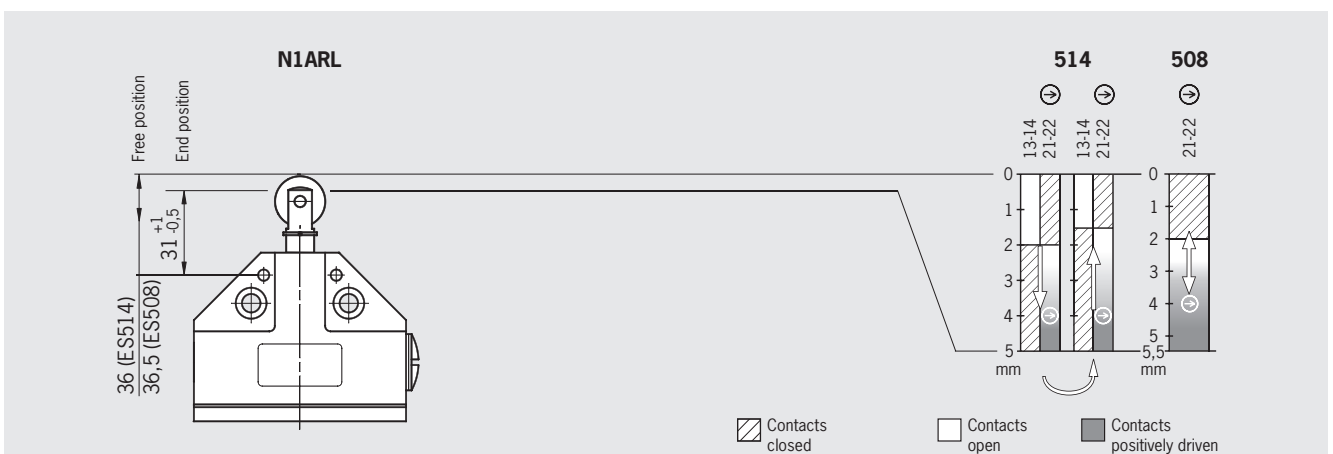 N1ARL
514
508
Free position
End position
13-14
21-22
13-14
21-22
21-22
31 +1 -0,5
36 (ES514)
36,5 (ES508)
0
1
2
3
4
5
mm
0
1
2
3
4
5
5,5
mm
Contacts
closed
Contacts
open
Contacts
positively driven